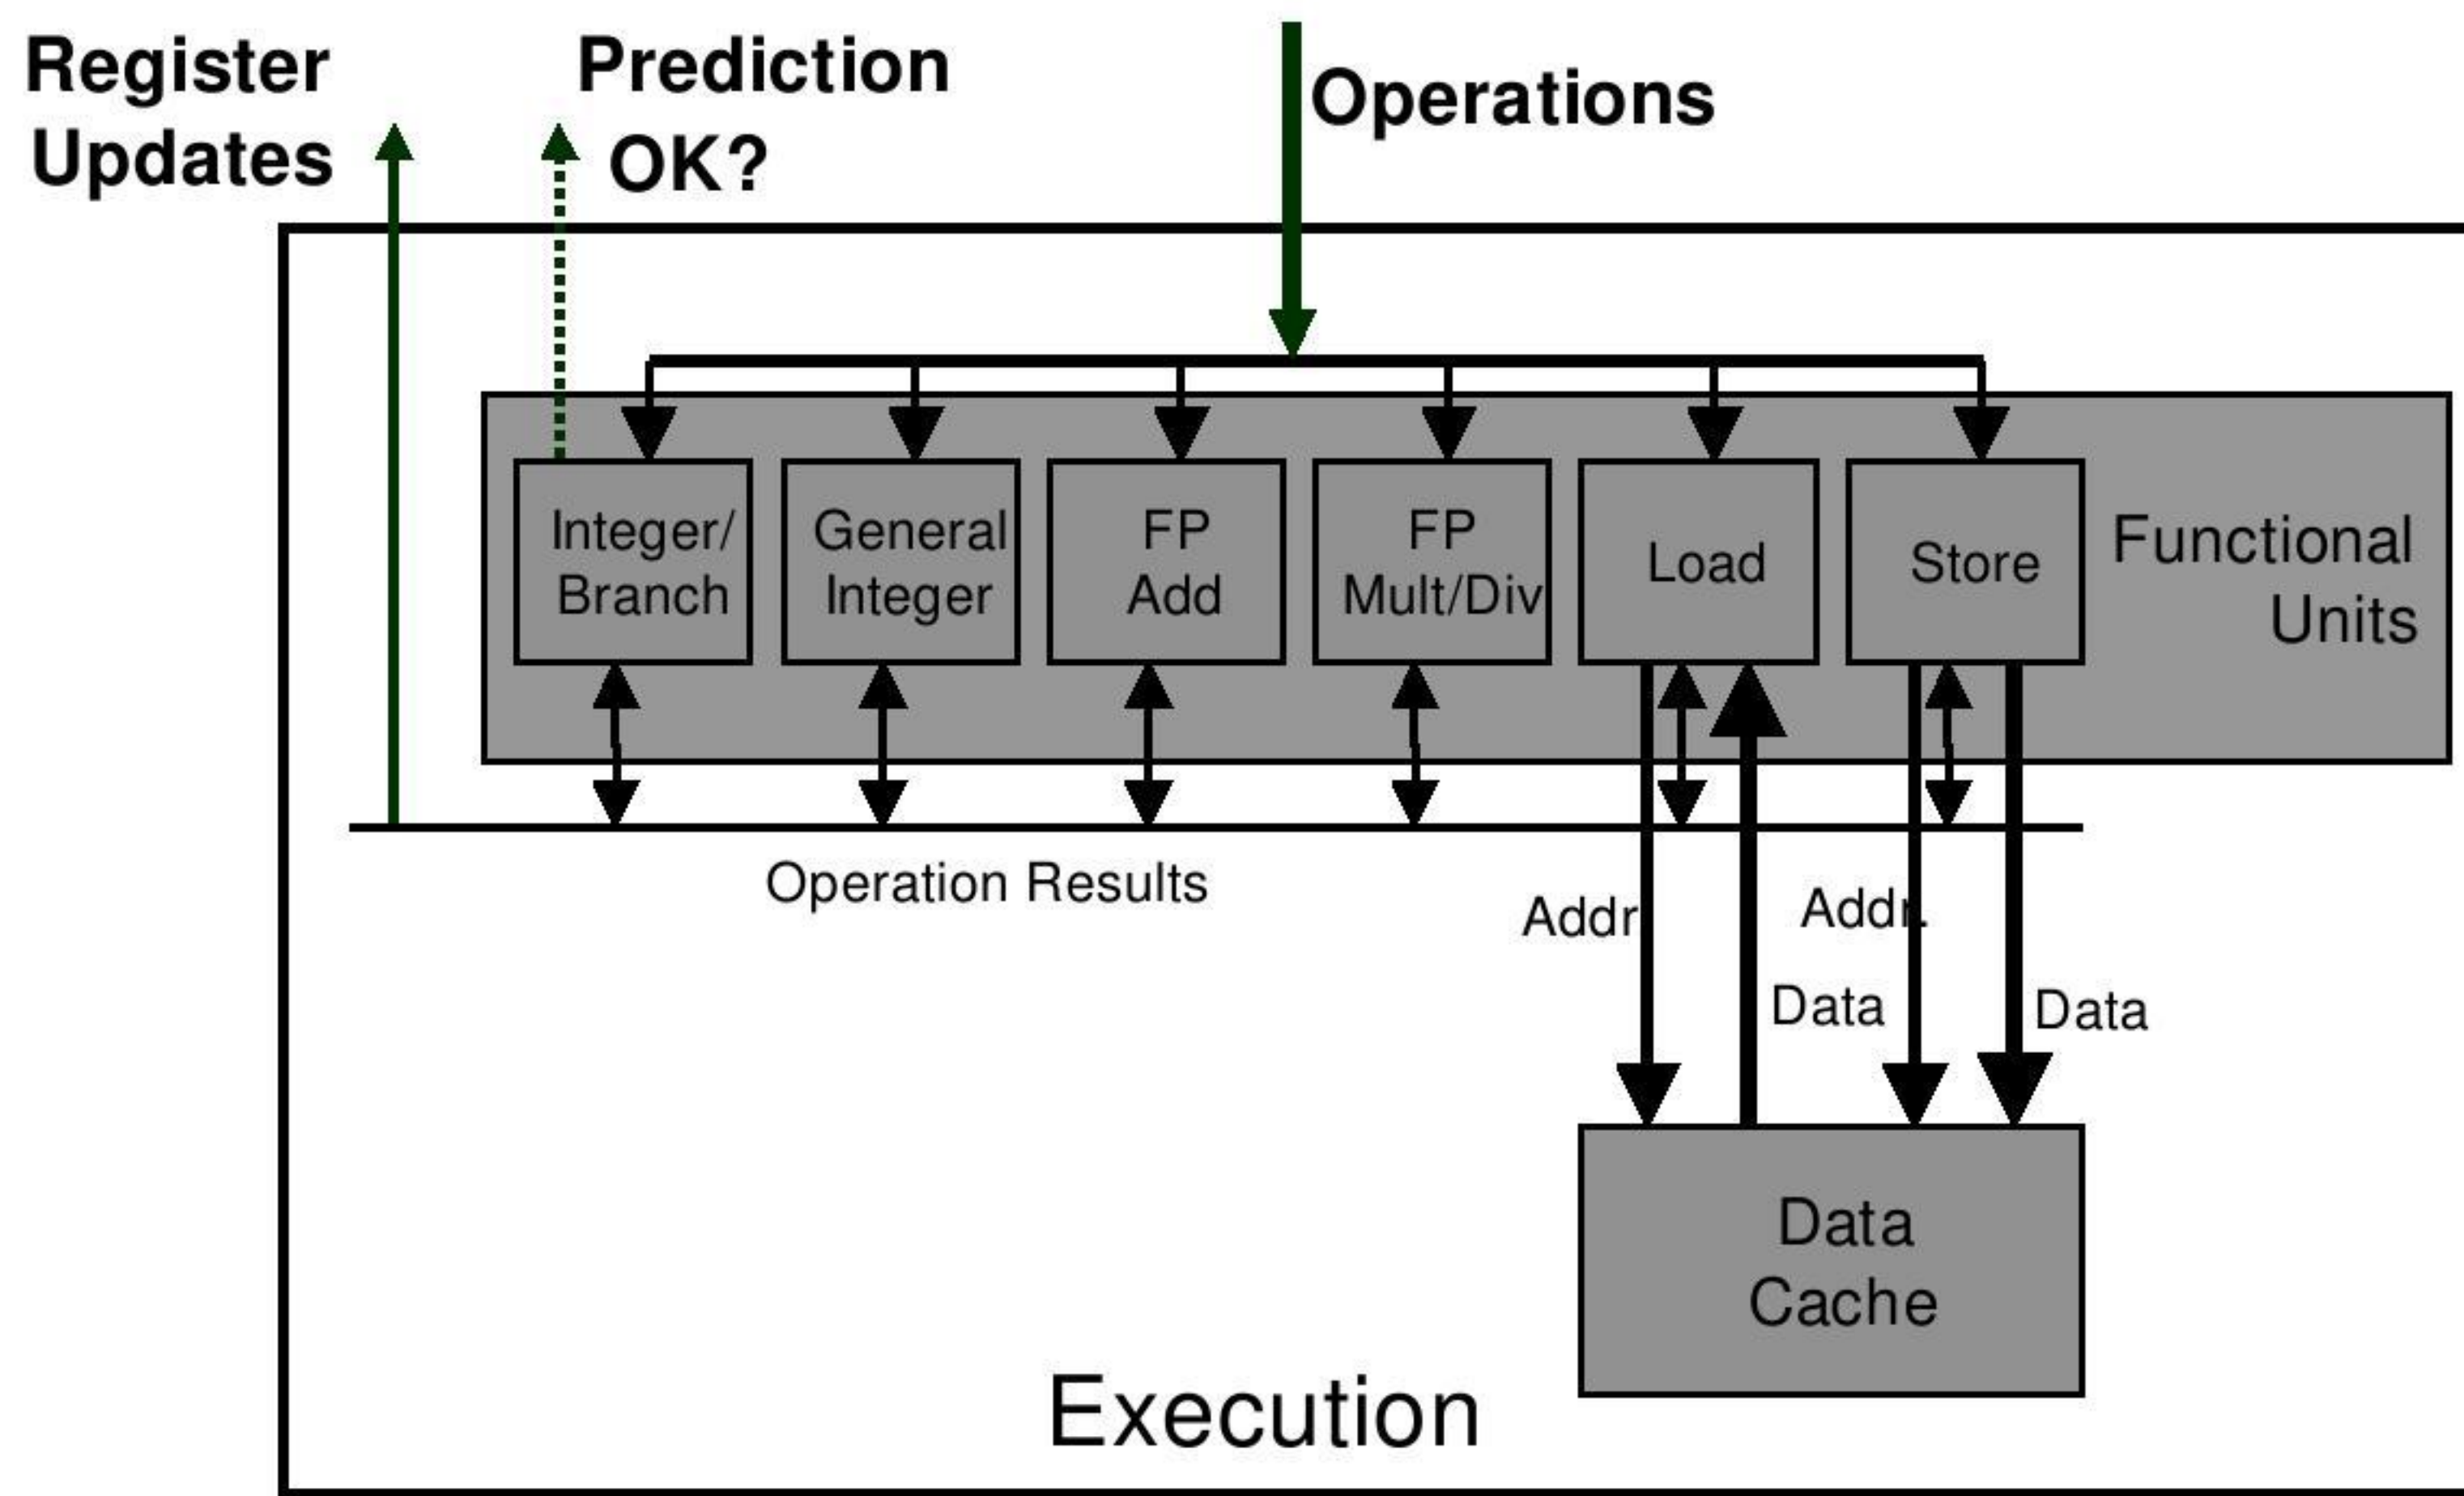 Register
Updates
Prediction
OK?
Operations
Integer/
Branch
General
Integer
FP
Add
FP
Mult/Div
Load
Store
Functional
Units
Operation Results
Addr.
Addr.
Data
Data
Data
Cache
Execution